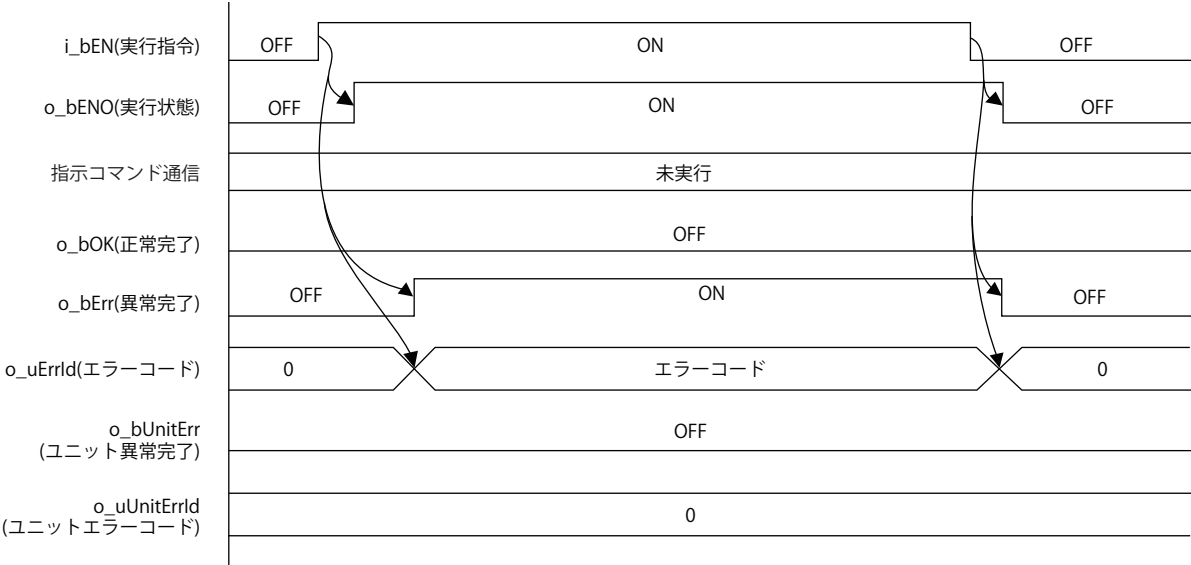 i_bEN(実行指令) OFF ON OFF
o_bENO(実行状態) OFF ON OFF
指示コマンド通信 未実行
o_bOK(正常完了) OFF
o_bErr(異常完了) OFF ON OFF
o_uErrId(エラーコード) 0 エラーコード 0
o_bUnitErr
(ユニット異常完了) OFF
o_uUnitErrId
(ユニットエラーコード) 0